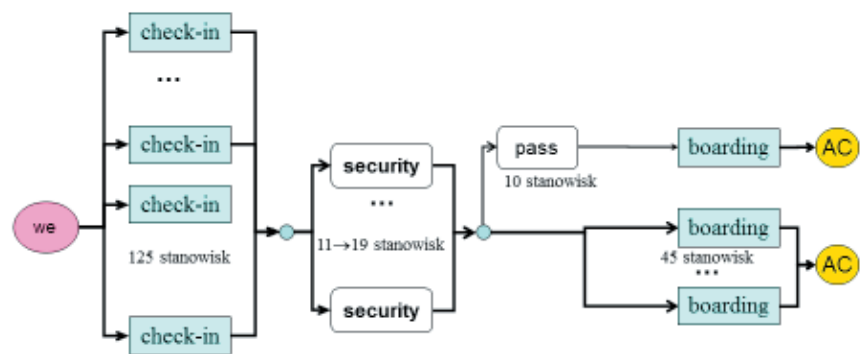 check-in
...
check-in
check-in
we
125 stanowisk
check-in
security
...
11→19 stanowisk
security
pass
10 stanowisk
boarding
AC
boarding
45 stanowisk
...
boarding
AC